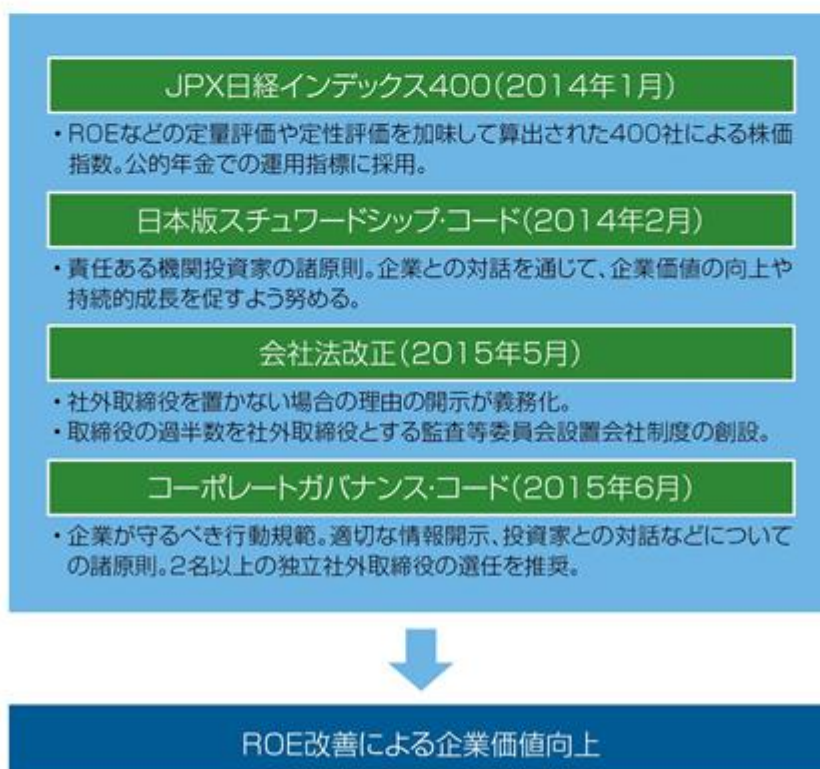 JPX日経インデックス400(2014年1月)
・ROEなどの定量評価や定性評価を加味して算出された400社による株価
指数。公的年金での運用指標に採用。
日本版スチュワードシップ・コード(2014年2月)
・責任ある機関投資家の諸原則。企業との対話を通じて、企業価値の向上や
持続的成長を促すよう努める。
会社法改正(2015年5月)
・社外取締役を置かない場合の理由の開示が義務化。
・取締役の過半数を社外取締役とする監査等委員会設置会社制度の創設。
コーポレートガバナンス・コード(2015年6月)
・企業が守るべき行動規範。適切な情報開示、投資家との対話などについて
の諸原則。2名以上の独立社外取締役の選任を推奨。
ROE改善による企業価値向上